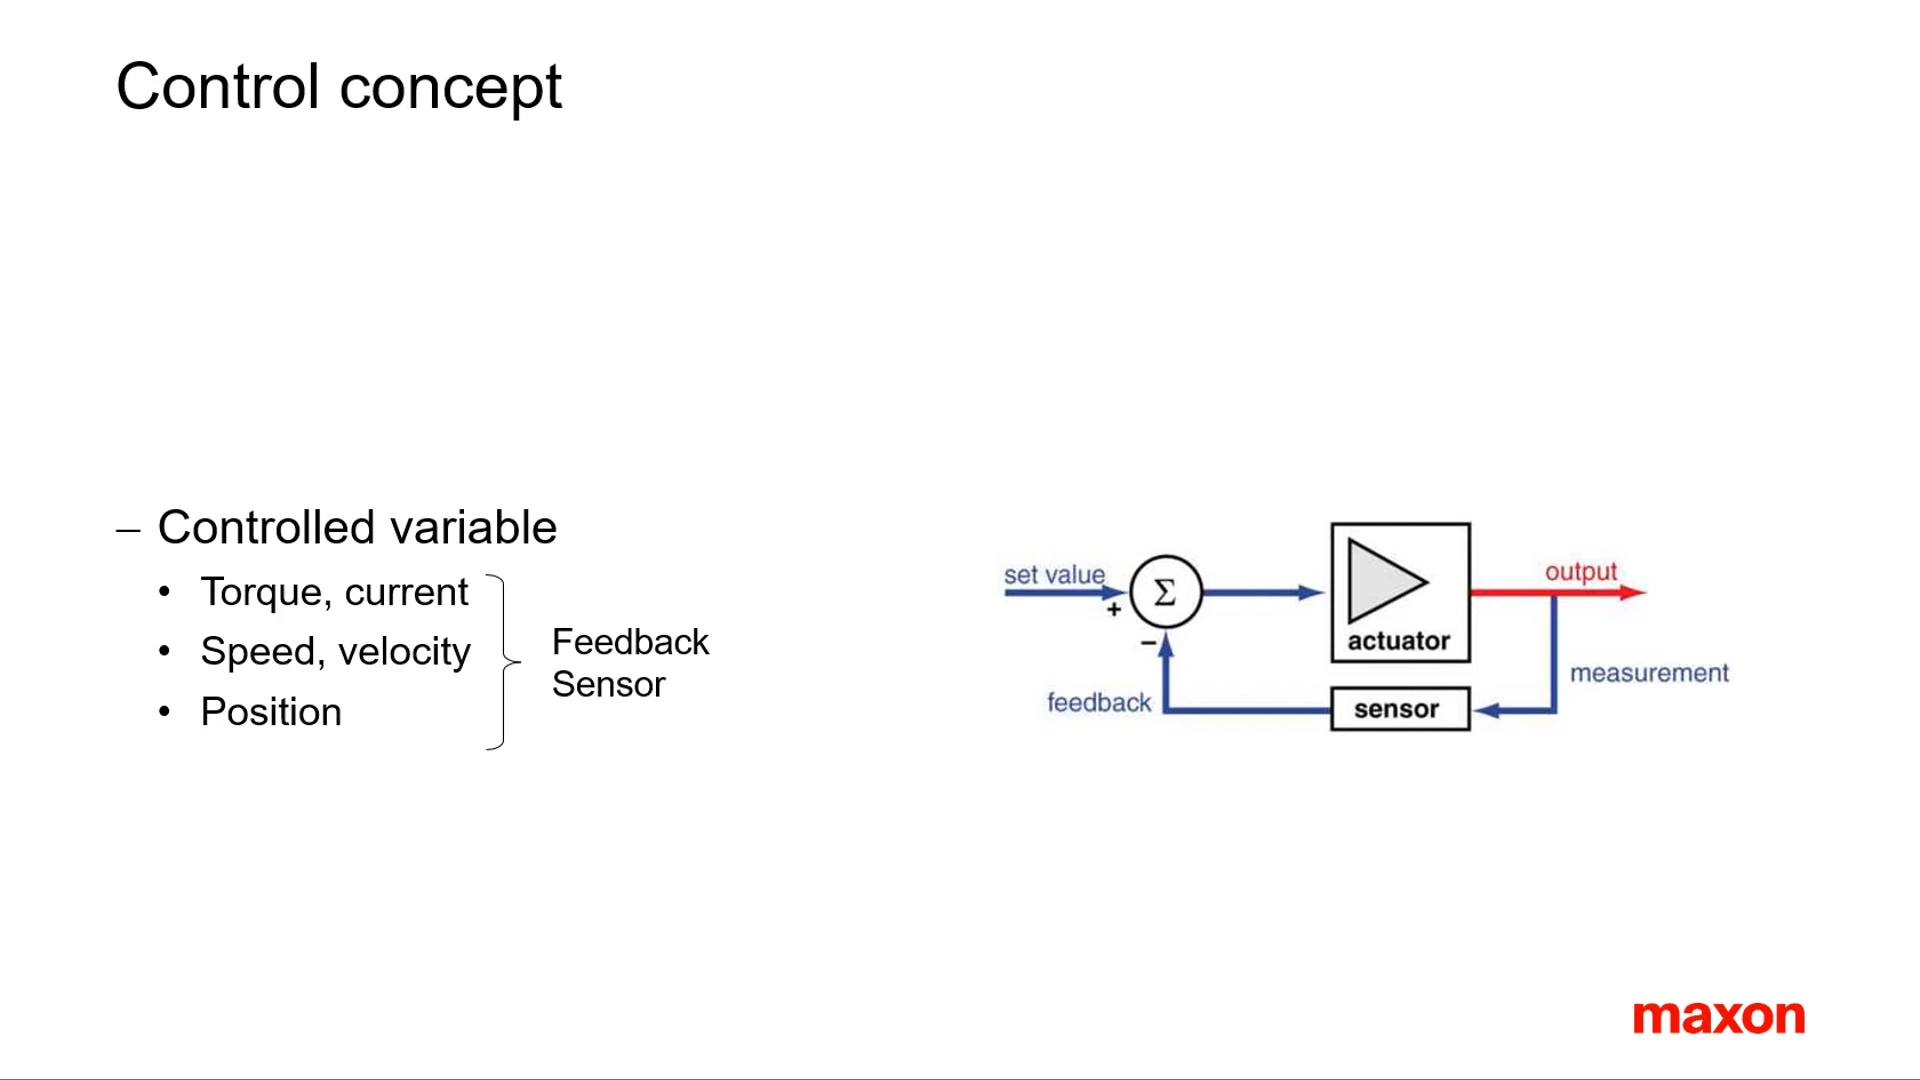 Control concept
– Controlled variable
• Torque, current
• Speed, velocity
• Position
Feedback
Sensor
set value
+
Σ
−
feedback
actuator
sensor
output
measurement
maxon